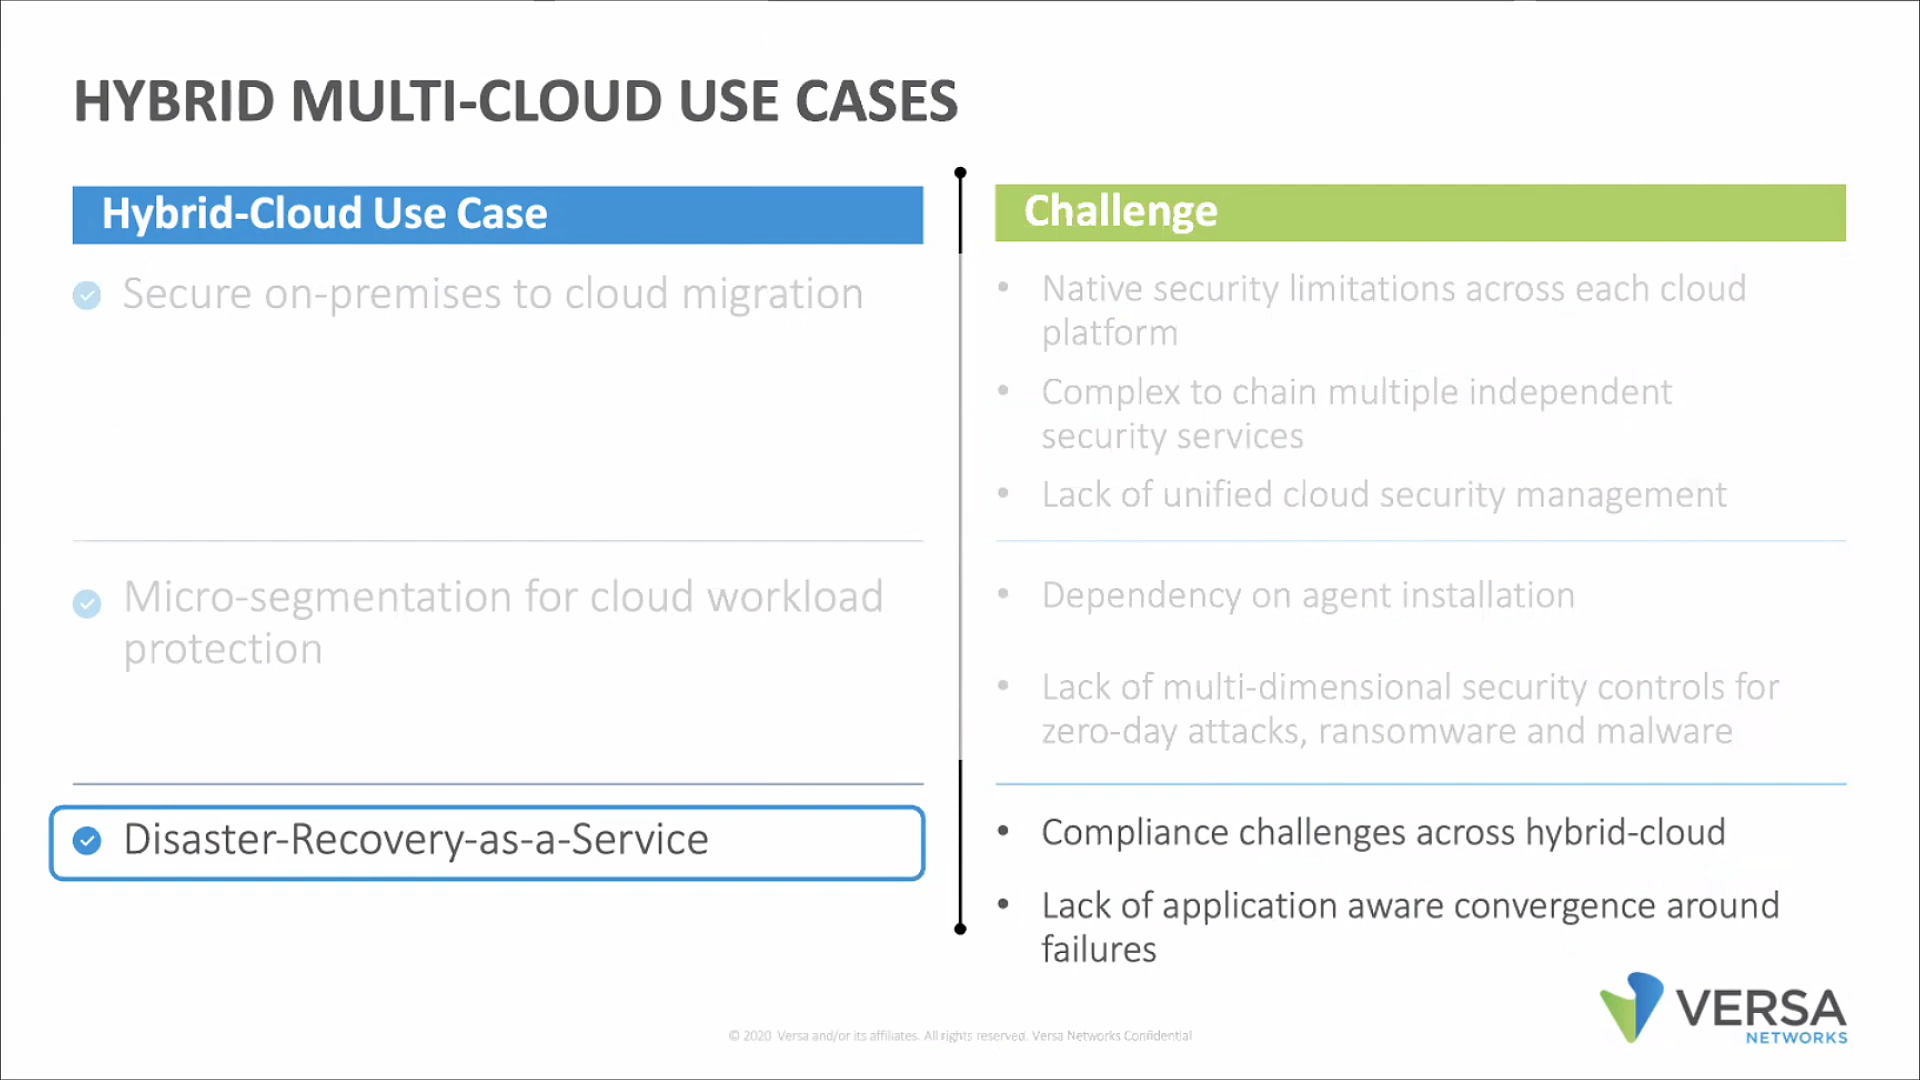 HYBRID MULTI-CLOUD USE CASES
Hybrid-Cloud Use Case
Secure on-premises to cloud migration
Micro-segmentation for cloud workload
protection
Disaster-Recovery-as-a-Service
Challenge
• Native security limitations across each cloud
platform
• Complex to chain multiple independent
security services
• Lack of unified cloud security management
• Dependency on agent installation
• Lack of multi-dimensional security controls for
zero-day attacks, ransomware and malware
• Compliance challenges across hybrid-cloud
• Lack of application aware convergence around
failures
VERSA
NETWORKS
© 2020 Versa and/or its affiliates. All rights reserved. Versa Networks Confidential